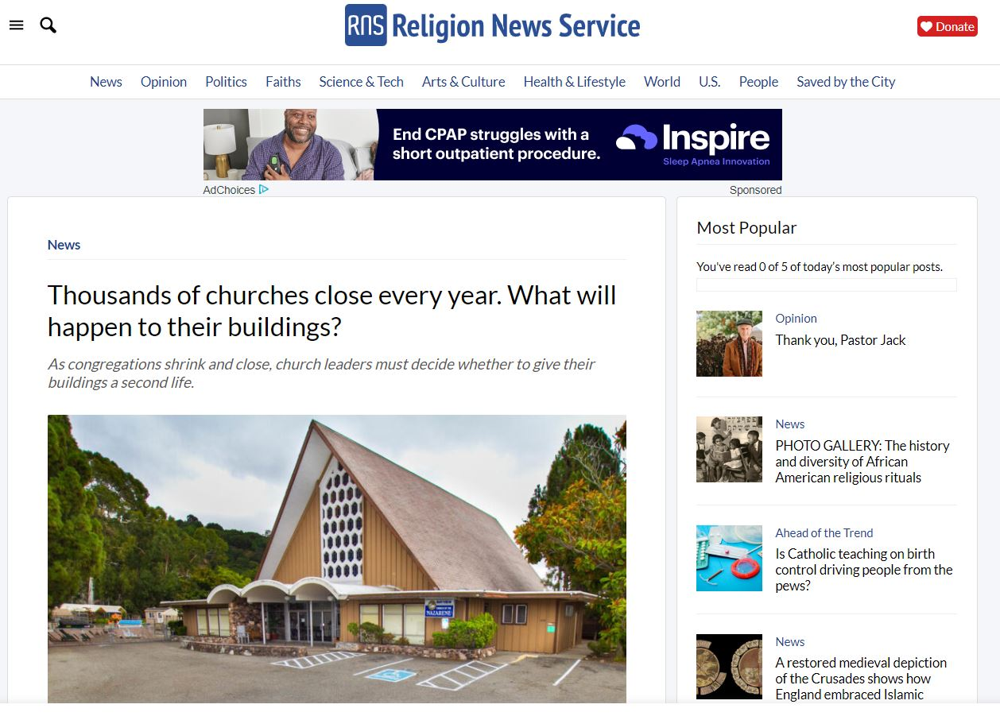 RNS Religion News Service
Donate
News Opinion Politics Faiths Science & Tech Arts & Culture Health & Lifestyle World U.S. People Saved by the City
End CPAP struggles with a
short outpatient procedure.
Inspire
Sleep Apnea Innovation
AdChoices
Sponsored
News
Thousands of churches close every year. What will
happen to their buildings?
As congregations shrink and close, church leaders must decide whether to give their
buildings a second life.
CHURCH OF THE
NAZARENE
Most Popular
You've read 0 of 5 of today’s most popular posts.
Opinion
Thank you, Pastor Jack
News
PHOTO GALLERY: The history
and diversity of African
American religious rituals
Ahead of the Trend
Is Catholic teaching on birth
control driving people from the
pews?
News
A restored medieval depiction
of the Crusades shows how
England embraced Islamic